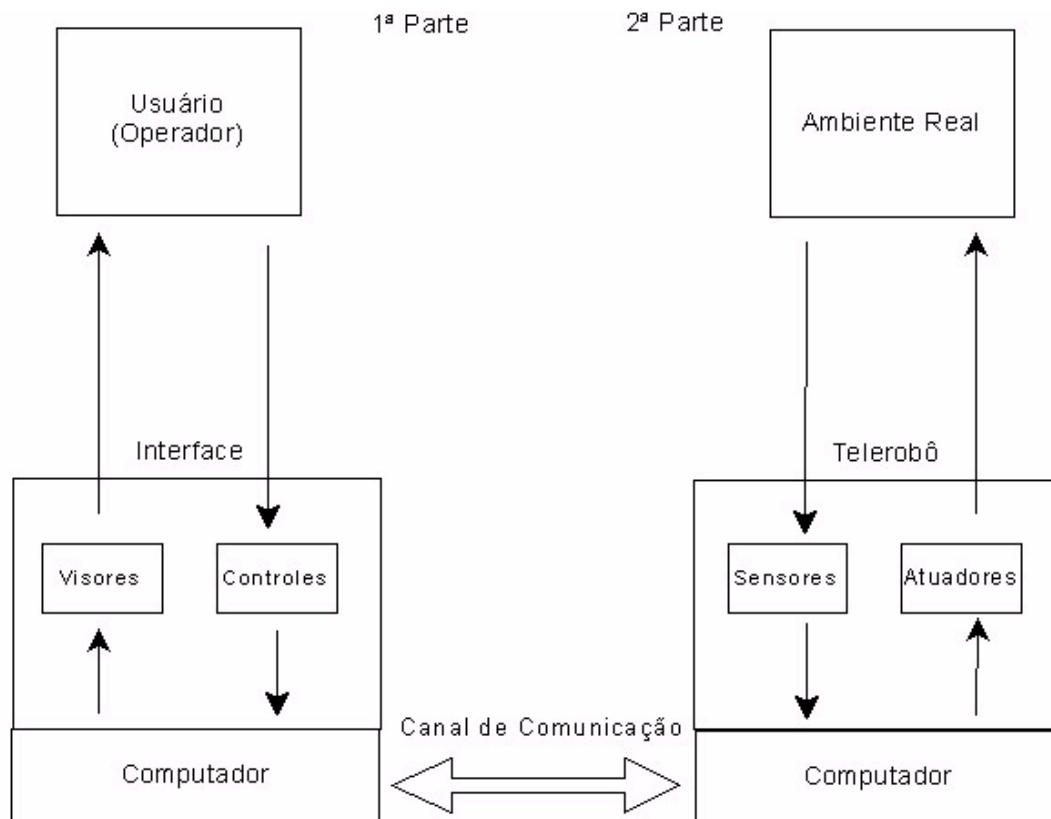 1ª Parte
2ª Parte
Usuário
(Operador)
Ambiente Real
Interface
Telerobô
Visores
Controles
Sensores
Atuadores
Canal de Comunicação
Computador
Computador